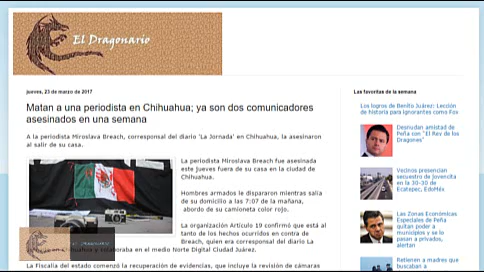 El Dragonario
jueves, 23 de marzo de 2017
Matan a una periodista en Chihuahua; ya son dos comunicadores
asesinados en una semana
A la periodista Miroslava Breach, corresponsal del diario 'La Jornada' en Chihuahua, la asesinaron
al salir de su casa.
La periodista Miroslava Breach fue asesinada
este jueves fuera de su casa en la ciudad de
Chihuahua.
Hombres armados le dispararon mientras salía
de su domicilio a las 7:07 de la mañana,
abordo de su camioneta color rojo.
La organización Artículo 19 confirmó que está al
tanto de los hechos ocurridos en contra de
Breach, quien era corresponsal del diario La
en Chihuahua y colaboraba en el medio Norte Digital Ciudad Juárez.
La Fiscalía del estado comenzó la recuperación de evidencias, que incluye la revisión de cámaras
El Dragonario
Las favoritas de la semana
Los logros de Benito Juárez: Lección
de historia para ignorantes como Fox
Desnudan amistad de
Peña con "El Rey de los
Dragones"
Vecinos presencian
secuestro de jovencita
en la 30-30 de
Ecatepec, EdoMéx
Las Zonas Económicas
Especiales de Peña
quitan poder a
municipios y se lo
pasan a privados,
alertan
Retienen a madres que
buscaban a